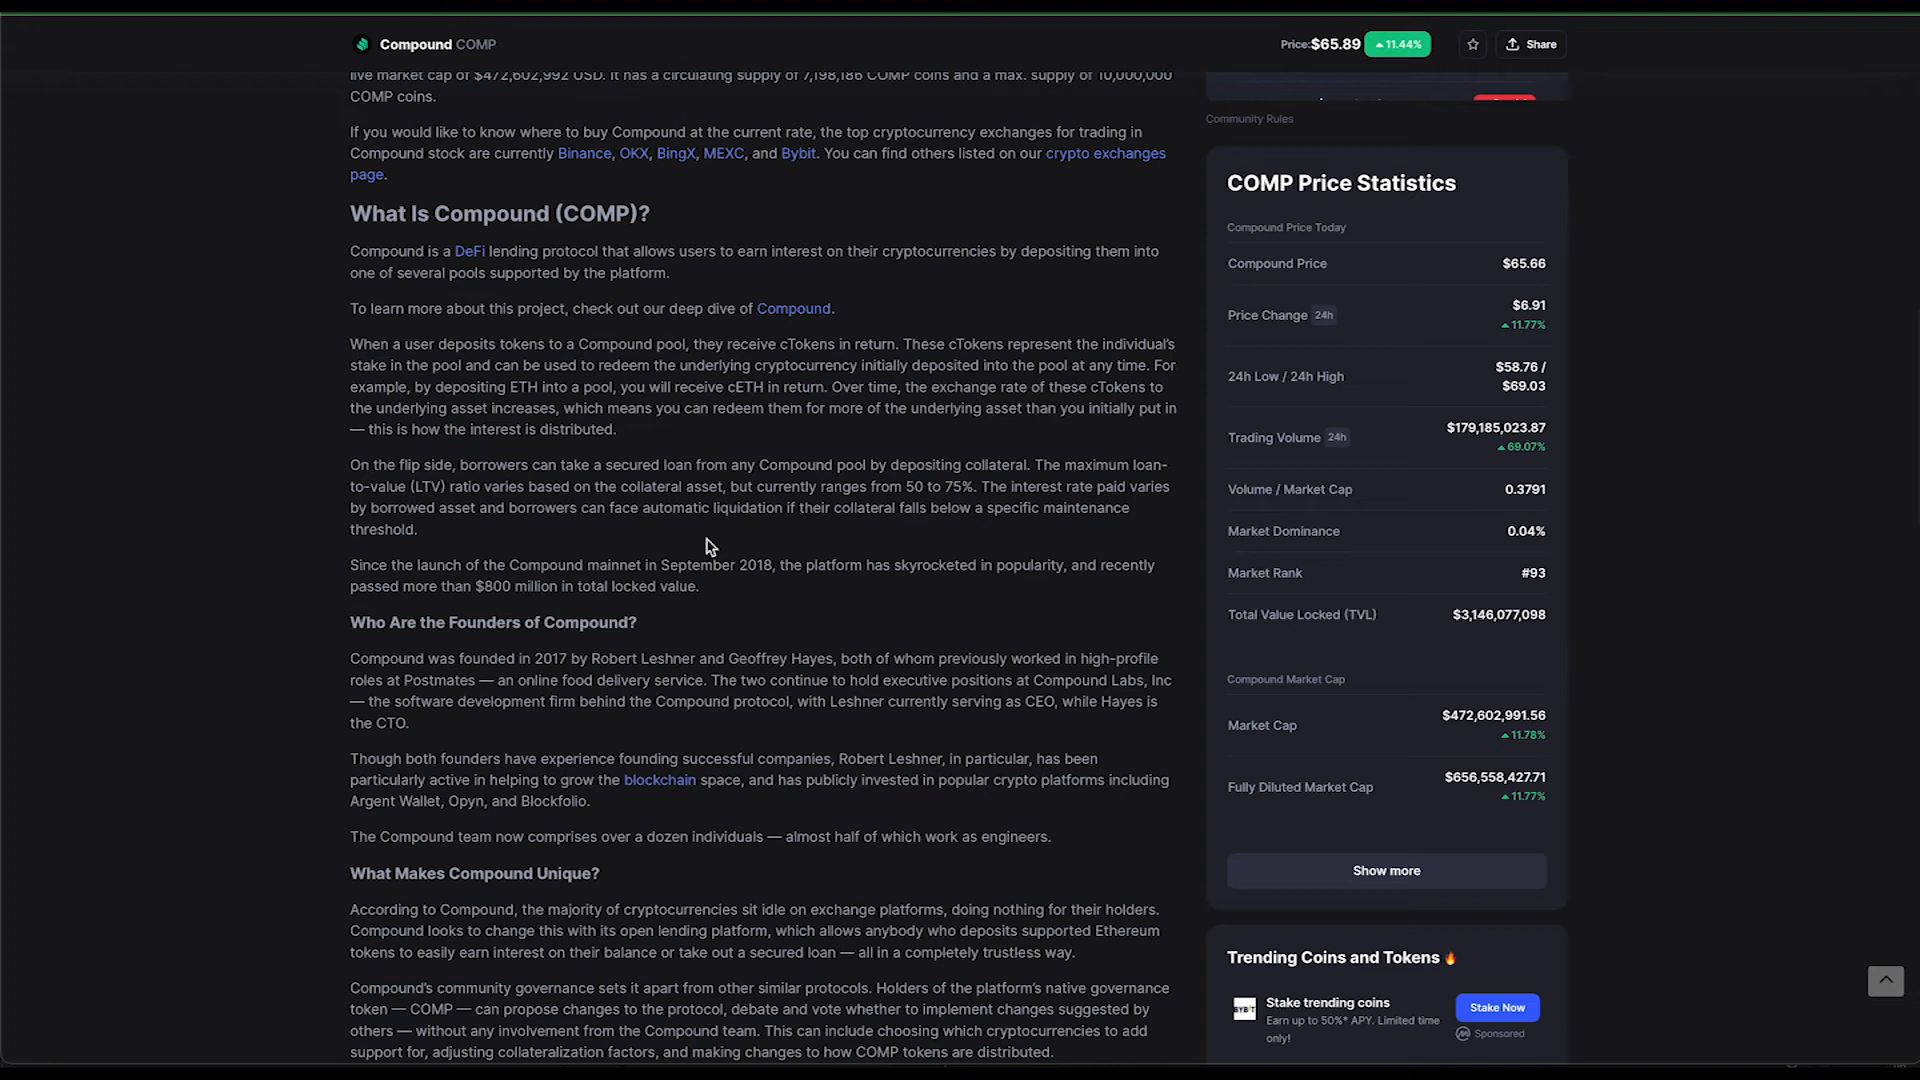 Compound COMP
Price:$65.89 11.44%
Share
live market cap of $472,602,992 USD. It has a circulating supply of 7,198,186 COMP coins and a max. supply of 10,000,000
COMP coins.
If you would like to know where to buy Compound at the current rate, the top cryptocurrency exchanges for trading in
Compound stock are currently Binance, OKX, BingX, MEXC, and Bybit. You can find others listed on our crypto exchanges
page.
What Is Compound (COMP)?
Compound is a DeFi lending protocol that allows users to earn interest on their cryptocurrencies by depositing them into
one of several pools supported by the platform.
To learn more about this project, check out our deep dive of Compound.
When a user deposits tokens to a Compound pool, they receive cTokens in return. These cTokens represent the individual's
stake in the pool and can be used to redeem the underlying cryptocurrency initially deposited into the pool at any time. For
example, by depositing ETH into a pool, you will receive cETH in return. Over time, the exchange rate of these cTokens to
the underlying asset increases, which means you can redeem them for more of the underlying asset than you initially put in
— this is how the interest is distributed.
On the flip side, borrowers can take a secured loan from any Compound pool by depositing collateral. The maximum loan-
to-value (LTV) ratio varies based on the collateral asset, but currently ranges from 50 to 75%. The interest rate paid varies
by borrowed asset and borrowers can face automatic liquidation if their collateral falls below a specific maintenance
threshold.
Since the launch of the Compound mainnet in September 2018, the platform has skyrocketed in popularity, and recently
passed more than $800 million in total locked value.
Who Are the Founders of Compound?
Compound was founded in 2017 by Robert Leshner and Geoffrey Hayes, both of whom previously worked in high-profile
roles at Postmates — an online food delivery service. The two continue to hold executive positions at Compound Labs, Inc
— the software development firm behind the Compound protocol, with Leshner currently serving as CEO, while Hayes is
the CTO.
Though both founders have experience founding successful companies, Robert Leshner, in particular, has been
particularly active in helping to grow the blockchain space, and has publicly invested in popular crypto platforms including
Argent Wallet, Opyn, and Blockfolio.
The Compound team now comprises over a dozen individuals — almost half of which work as engineers.
What Makes Compound Unique?
According to Compound, the majority of cryptocurrencies sit idle on exchange platforms, doing nothing for their holders.
Compound looks to change this with its open lending platform, which allows anybody who deposits supported Ethereum
tokens to easily earn interest on their balance or take out a secured loan — all in a completely trustless way.
Compound's community governance sets it apart from other similar protocols. Holders of the platform's native governance
token — COMP — can propose changes to the protocol, debate and vote whether to implement changes suggested by
others — without any involvement from the Compound team. This can include choosing which cryptocurrencies to add
support for, adjusting collateralization factors, and making changes to how COMP tokens are distributed.
Community Rules
COMP Price Statistics
Compound Price Today
Compound Price $65.66
Price Change 24h $6.91
11.77%
24h Low / 24h High $58.76 /
$69.03
Trading Volume 24h $179,185,023.87
69.07%
Volume / Market Cap 0.3791
Market Dominance 0.04%
Market Rank #93
Total Value Locked (TVL) $3,146,077,098
Compound Market Cap
Market Cap $472,602,991.56
11.78%
Fully Diluted Market Cap $656,558,427.71
11.77%
Show more
Trending Coins and Tokens 🔥
BYBIT
Stake trending coins
Earn up to 50%* APY. Limited time
only!
Stake Now
Sponsored